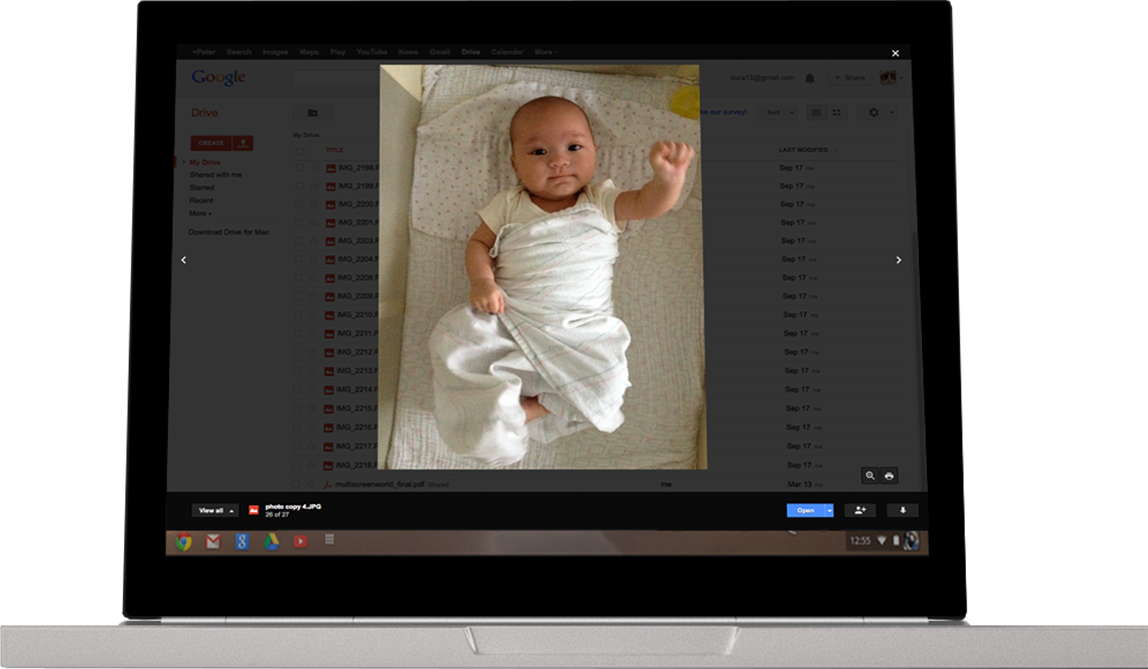 +Peter Search Images Maps Play YouTube News Gmail Drive Calendar More
Google
zura13@gmail.com
+ Share
Drive
ke our survey!
Sort
CREATE
My Drive
TITLE
LAST MODIFIED
My Drive
Shared with me
Starred
Recent
More
Download Drive for Mac
IMG_2198.F Sep 17 me
IMG_2199.F Sep 17 me
IMG_2200.F Sep 17 me
IMG_2201.F Sep 17 me
IMG_2203.F Sep 17 me
IMG_2204.F Sep 17 me
IMG_2208.F Sep 17 me
IMG_2209.F Sep 17 me
IMG_2210.F Sep 17 me
IMG_2211.F Sep 17 me
IMG_2212.F Sep 17 me
IMG_2213.F Sep 17 me
IMG_2214.F Sep 17 me
IMG_2215.F Sep 17 me
IMG_2216.F Sep 17 me
IMG_2217.F Sep 17 me
IMG_2218.F Sep 17 me
multiscreenworld_final.pdf Shared me Mar 13 me
View all
photo copy 4.JPG
26 of 27
Open
12:55